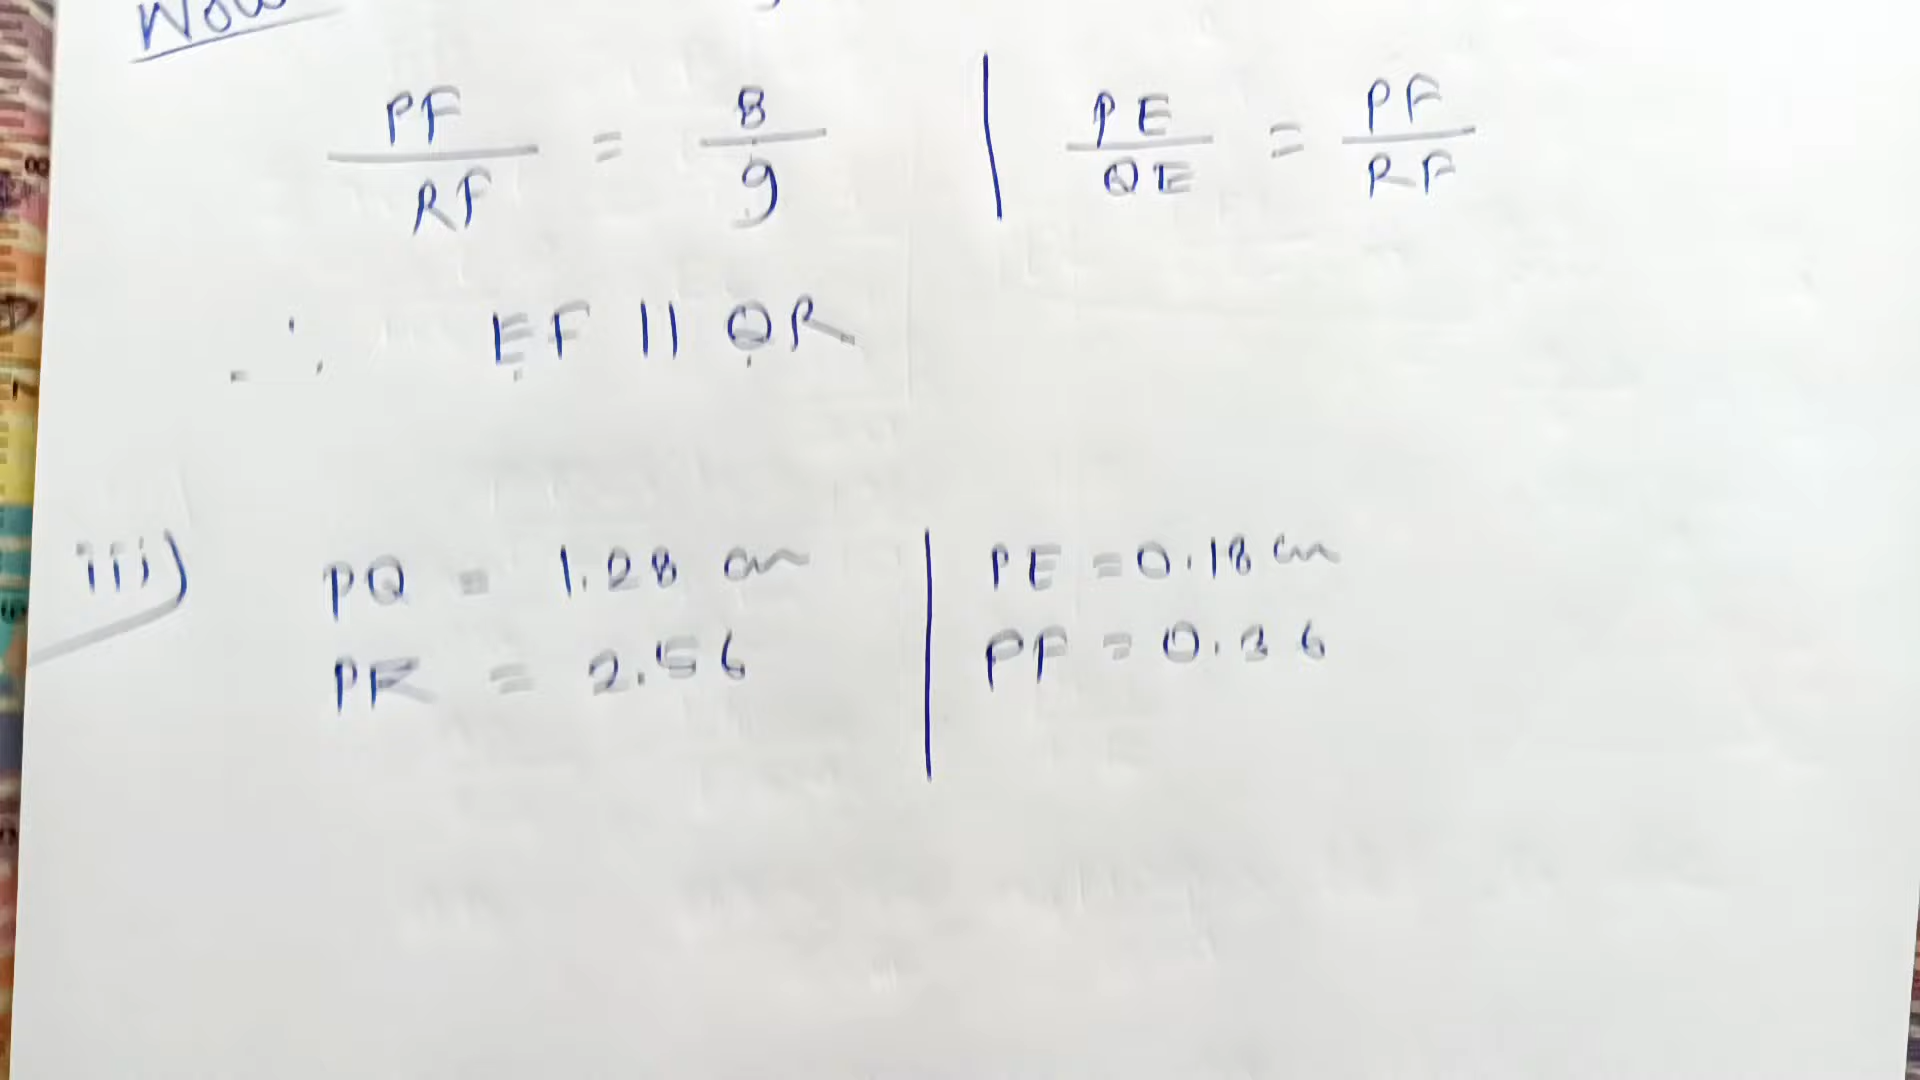 Now
PF/RF = 8/9 | PE/QE = PF/RF
∴ EF || QR
iii) PQ = 1.28 cm | PE = 0.18 cm
PR = 2.56 | PF = 0.36